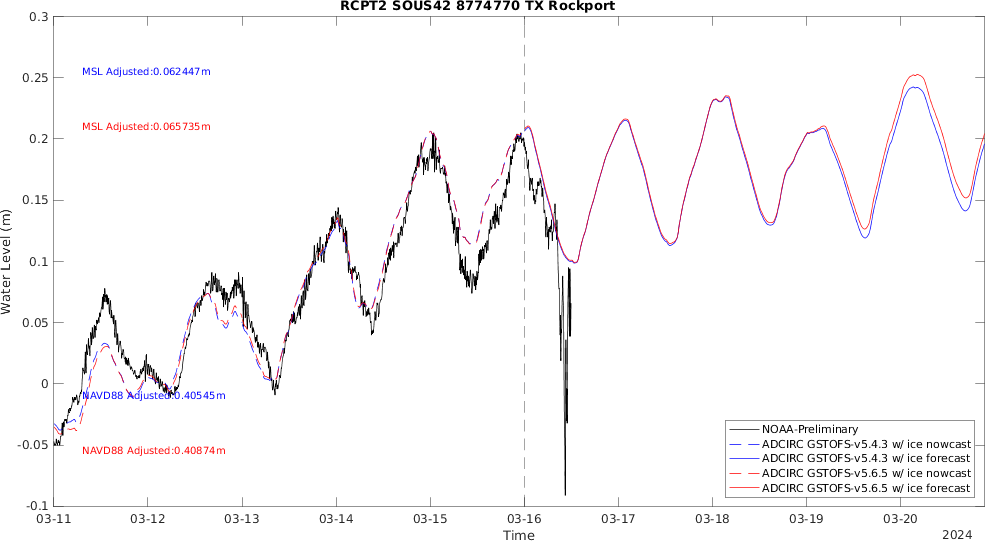 RCPT2 SOUS42 8774770 TX Rockport
0.3
0.25
0.2
0.15
0.1
0.05
0
-0.05
-0.1
Water Level (m)
MSL Adjusted:0.062447m
MSL Adjusted:0.065735m
NAVD88 Adjusted:0.40545m
NAVD88 Adjusted:0.40874m
NOAA-Preliminary
ADCIRC GSTOFS-v5.4.3 w/ ice nowcast
ADCIRC GSTOFS-v5.4.3 w/ ice forecast
ADCIRC GSTOFS-v5.6.5 w/ ice nowcast
ADCIRC GSTOFS-v5.6.5 w/ ice forecast
03-11 03-12 03-13 03-14 03-15 03-16 03-17 03-18 03-19 03-20
Time
2024